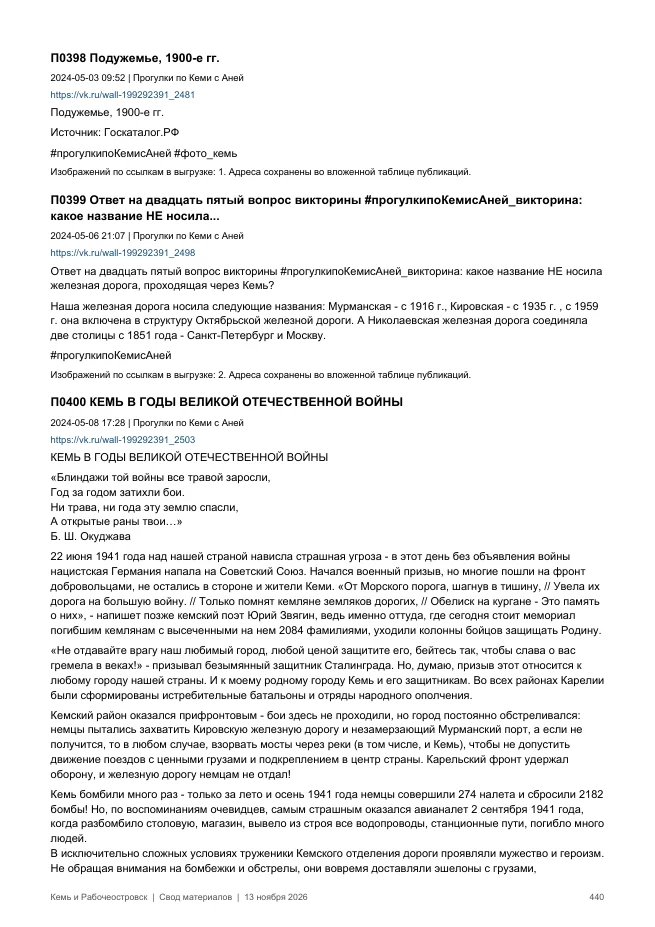 П0398 Подужемье, 1900-е гг.
2024-05-03 09:52 | Прогулки по Кеми с Аней
https://vk.ru/wall-199292391_2481
Подужемье, 1900-е гг.
Источник: Госкаталог.РФ
#прогулкипоКемисАней #фото_кемь
Изображений по ссылкам в выгрузке: 1. Адреса сохранены во вложенной таблице публикаций.
П0399 Ответ на двадцать пятый вопрос викторины #прогулкипоКемисАней_викторина:
какое название НЕ носила...
2024-05-06 21:07 | Прогулки по Кеми с Аней
https://vk.ru/wall-199292391_2498
Ответ на двадцать пятый вопрос викторины #прогулкипоКемисАней_викторина: какое название НЕ носила
железная дорога, проходящая через Кемь?
Наша железная дорога носила следующие названия: Мурманская - с 1916 г., Кировская - с 1935 г. , с 1959
г. она включена в структуру Октябрьской железной дороги. А Николаевская железная дорога соединяла
две столицы с 1851 года - Санкт-Петербург и Москву.
#прогулкипоКемисАней
Изображений по ссылкам в выгрузке: 2. Адреса сохранены во вложенной таблице публикаций.
П0400 КЕМЬ В ГОДЫ ВЕЛИКОЙ ОТЕЧЕСТВЕННОЙ ВОЙНЫ
2024-05-08 17:28 | Прогулки по Кеми с Аней
https://vk.ru/wall-199292391_2503
КЕМЬ В ГОДЫ ВЕЛИКОЙ ОТЕЧЕСТВЕННОЙ ВОЙНЫ
«Блиндажи той войны все травой заросли,
Год за годом затихли бои.
Ни трава, ни года эту землю спасли,
А открытые раны твои…»
Б. Ш. Окуджава
22 июня 1941 года над нашей страной нависла страшная угроза - в этот день без объявления войны
нацистская Германия напала на Советский Союз. Начался военный призыв, но многие пошли на фронт
добровольцами, не остались в стороне и жители Кеми. «От Морского порога, шагнув в тишину, // Увела их
дорога на большую войну. // Только помнят кемляне земляков дорогих, // Обелиск на кургане - Это память
о них», - напишет позже кемский поэт Юрий Звягин, ведь именно оттуда, где сегодня стоит мемориал
погибшим кемлянам с высеченными на нем 2084 фамилиями, уходили колонны бойцов защищать Родину.
«Не отдавайте врагу наш любимый город, любой ценой защитите его, бейтесь так, чтобы слава о вас
гремела в веках!» - призывал безымянный защитник Сталинграда. Но, думаю, призыв этот относится к
любому городу нашей страны. И к моему родному городу Кемь и его защитникам. Во всех районах Карелии
были сформированы истребительные батальоны и отряды народного ополчения.
Кемский район оказался прифронтовым - бои здесь не проходили, но город постоянно обстреливался:
немцы пытались захватить Кировскую железную дорогу и незамерзающий Мурманский порт, а если не
получится, то в любом случае, взорвать мосты через реки (в том числе, и Кемь), чтобы не допустить
движение поездов с ценными грузами и подкреплением в центр страны. Карельский фронт удержал
оборону, и железную дорогу немцам не отдал!
Кемь бомбили много раз - только за лето и осень 1941 года немцы совершили 274 налета и сбросили 2182
бомбы! Но, по воспоминаниям очевидцев, самым страшным оказался авианалет 2 сентября 1941 года,
когда разбомбило столовую, магазин, вывело из строя все водопроводы, станционные пути, погибло много
людей.
В исключительно сложных условиях труженики Кемского отделения дороги проявляли мужество и героизм.
Не обращая внимания на бомбежки и обстрелы, они вовремя доставляли эшелоны с грузами,
Кемь и Рабочеостровск | Свод материалов | 13 ноября 2026
440